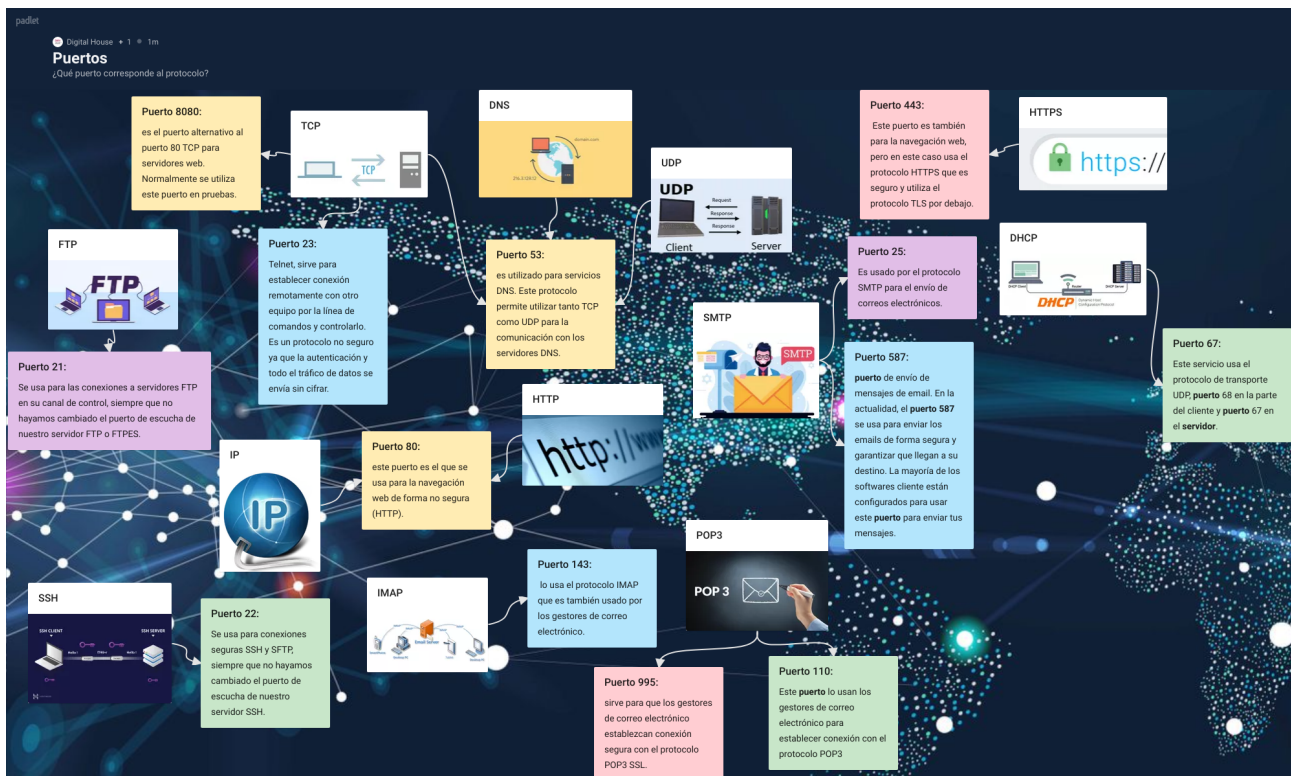 padlet
Digital House + 1 1m
Puertos
¿Qué puerto corresponde al protocolo?
Puerto 8080:
es el puerto alternativo al
puerto 80 TCP para
servidores web.
Normalmente se utiliza
este puerto en pruebas.
TCP
TCP
DNS
domain.com
UDP
UDP
Request
Response
Response
Client
Server
Puerto 443:
Este puerto es también
para la navegación web,
pero en este caso usa el
protocolo HTTPS que es
seguro y utiliza el
protocolo TLS por debajo.
HTTPS
https://
FTP
FTP
Puerto 23:
Telnet, sirve para
establecer conexión
remotamente con otro
equipo por la línea de
comandos y controlarlo.
Es un protocolo no seguro
ya que la autenticación y
todo el tráfico de datos se
envía sin cifrar.
Puerto 53:
es utilizado para servicios
DNS. Este protocolo
permite utilizar tanto TCP
como UDP para la
comunicación con los
servidores DNS.
Puerto 25:
Es usado por el protocolo
SMTP para el envío de
correos electrónicos.
DHCP
DHCP Client
Router
DHCP Server
DHCP
Dynamic Host
Configuration Protocol
SMTP
SMTP
Puerto 21:
Se usa para las conexiones a servidores FTP
en su canal de control, siempre que no
hayamos cambiado el puerto de escucha de
nuestro servidor FTP o FTPES.
Puerto 587:
puerto de envío de
mensajes de email. En la
actualidad, el puerto 587
se usa para enviar los
emails de forma segura y
garantizar que llegan a su
destino. La mayoría de los
softwares cliente están
configurados para usar
este puerto para enviar tus
mensajes.
Puerto 67:
Este servicio usa el
protocolo de transporte
UDP, puerto 68 en la parte
del cliente y puerto 67 en
el servidor.
HTTP
http://www
IP
IP
Puerto 80:
este puerto es el que se
usa para la navegación
web de forma no segura
(HTTP).
POP3
POP 3
SSH
SSH CLIENT
SSH SERVER
Puerto 22:
Se usa para conexiones
seguras SSH y SFTP,
siempre que no hayamos
cambiado el puerto de
escucha de nuestro
servidor SSH.
IMAP
Email Server
Puerto 143:
lo usa el protocolo IMAP
que es también usado por
los gestores de correo
electrónico.
Puerto 995:
sirve para que los gestores
de correo electrónico
establezcan conexión
segura con el protocolo
POP3 SSL.
Puerto 110:
Este puerto lo usan los
gestores de correo
electrónico para
establecer conexión con el
protocolo POP3